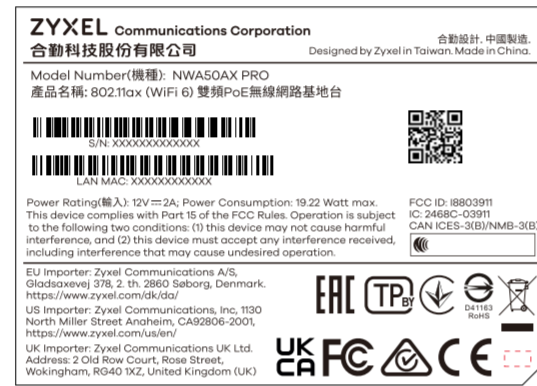 ZYXEL Communications Corporation
合勤科技股份有限公司
合勤設計. 中國製造.
Designed by Zyxel in Taiwan. Made in China.
Model Number(機種): NWA50AX PRO
產品名稱: 802.11ax (WiFi 6) 雙頻PoE無線網路基地台
S/N: XXXXXXXXXXXXX
LAN MAC: XXXXXXXXXXXX
Power Rating(輸入): 12V⎓2A; Power Consumption: 19.22 Watt max.
This device complies with Part 15 of the FCC Rules. Operation is subject
to the following two conditions: (1) this device may not cause harmful
interference, and (2) this device must accept any interference received,
including interference that may cause undesired operation.
FCC ID: I8803911
IC: 2468C-03911
CAN ICES-3(B)/NMB-3(B)
EU Importer: Zyxel Communications A/S,
Gladsaxevej 378, 2. th. 2860 Søborg, Denmark.
https://www.zyxel.com/dk/da/
US Importer: Zyxel Communications, Inc, 1130
North Miller Street Anaheim, CA92806-2001,
https://www.zyxel.com/us/en/
UK Importer: Zyxel Communications UK Ltd.
Address: 2 Old Row Court, Rose Street,
Wokingham, RG40 1XZ, United Kingdom (UK)
EAC TP BY
D41163
RoHS
UK CA FC CE